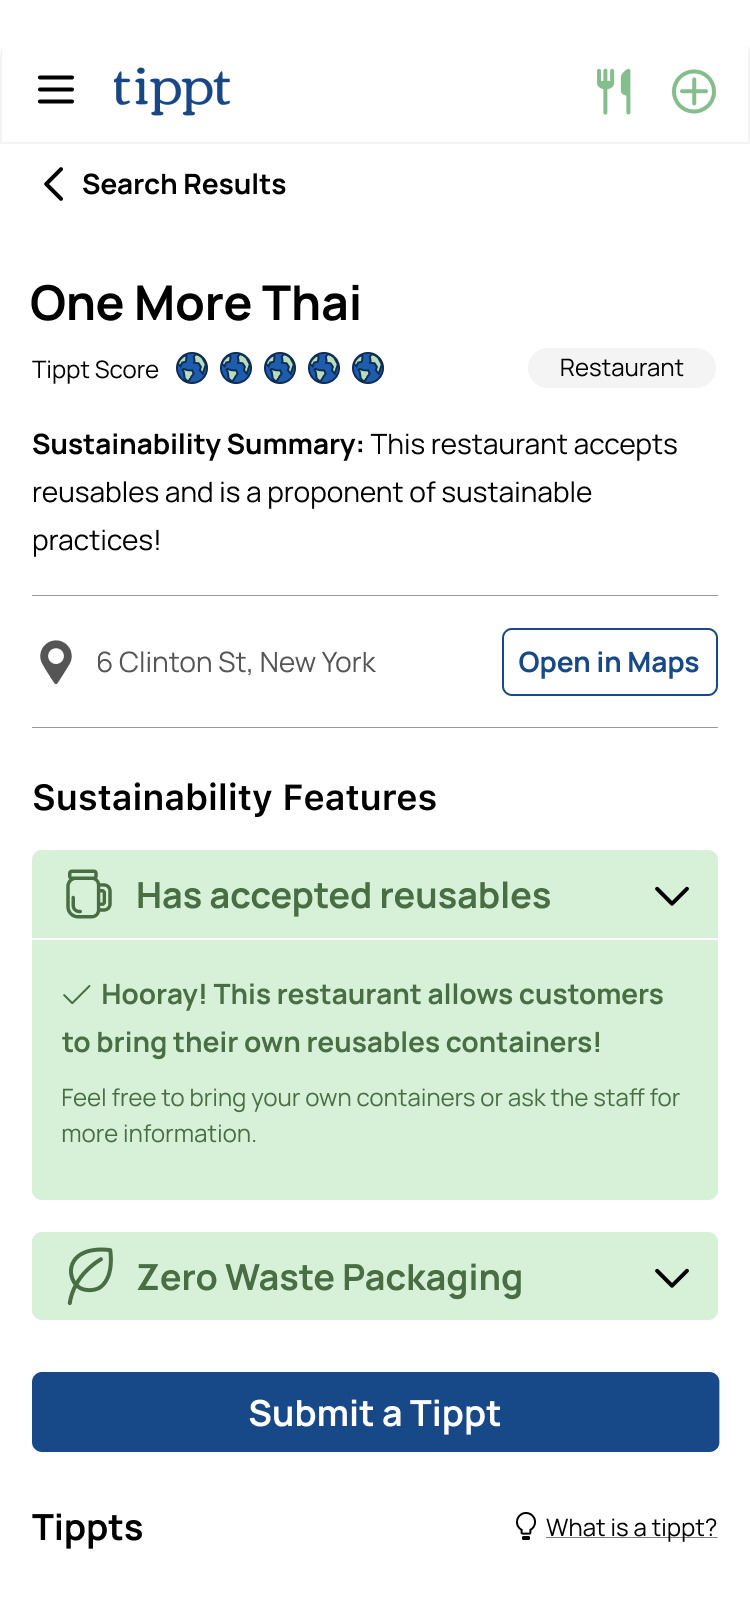 tippt
Search Results
One More Thai
Tippt Score
Restaurant
Sustainability Summary: This restaurant accepts
reusables and is a proponent of sustainable
practices!
6 Clinton St, New York
Open in Maps
Sustainability Features
Has accepted reusables
Hooray! This restaurant allows customers
to bring their own reusables containers!
Feel free to bring your own containers or ask the staff for
more information.
Zero Waste Packaging
Submit a Tippt
Tippts
What is a tippt?